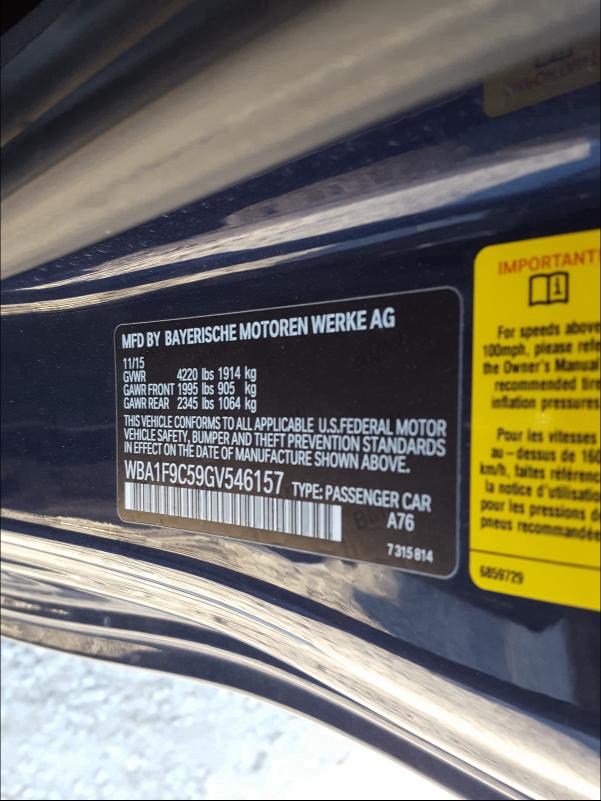 MFD BY BAYERISCHE MOTOREN WERKE AG
11/15
GVWR 4220 lbs 1914 kg
GAWR FRONT 1995 lbs 905 kg
GAWR REAR 2345 lbs 1064 kg
THIS VEHICLE CONFORMS TO ALL APPLICABLE U.S.FEDERAL MOTOR
VEHICLE SAFETY, BUMPER AND THEFT PREVENTION STANDARDS
IN EFFECT ON THE DATE OF MANUFACTURE SHOWN ABOVE.
WBA1F9C59GV546157 TYPE: PASSENGER CAR
A76
7 315 814
IMPORTANT
For speeds above
100mph, please refe
the Owner's Manual
recommended tire
inflation pressures
Pour les vitesses
au-dessus de 160
km/h, faites référenc
la notice d'utilisatio
pour les pressions de
pneus recommandée
6859729